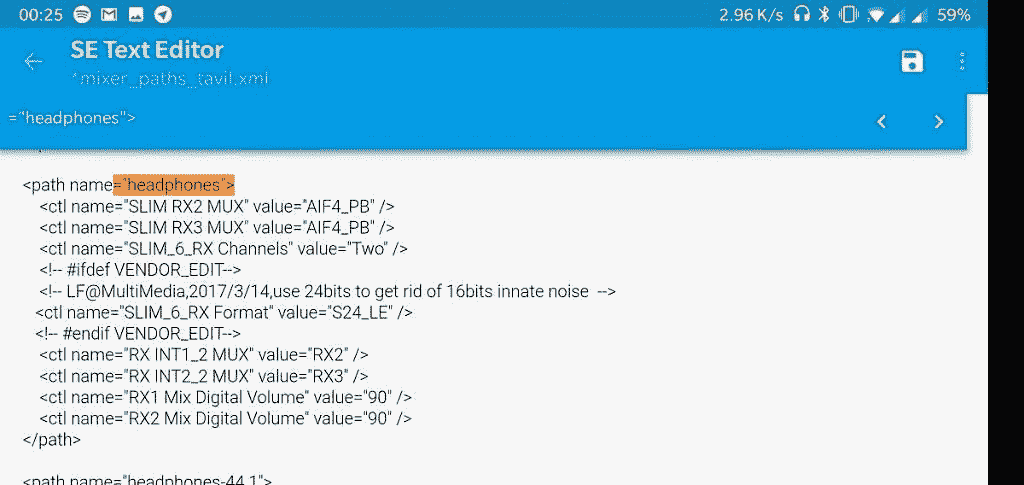 00:25 2.96 K/s 59%
SE Text Editor
*mixer_paths_tavil.xml
="headphones">
<path name="headphones">
<ctl name="SLIM RX2 MUX" value="AIF4_PB" />
<ctl name="SLIM RX3 MUX" value="AIF4_PB" />
<ctl name="SLIM_6_RX Channels" value="Two" />
<!-- #ifdef VENDOR_EDIT-->
<!-- LF@MultiMedia,2017/3/14,use 24bits to get rid of 16bits innate noise  -->
<ctl name="SLIM_6_RX Format" value="S24_LE" />
<!-- #endif VENDOR_EDIT-->
<ctl name="RX INT1_2 MUX" value="RX2" />
<ctl name="RX INT2_2 MUX" value="RX3" />
<ctl name="RX1 Mix Digital Volume" value="90" />
<ctl name="RX2 Mix Digital Volume" value="90" />
</path>
<path name="headphones-44.1">